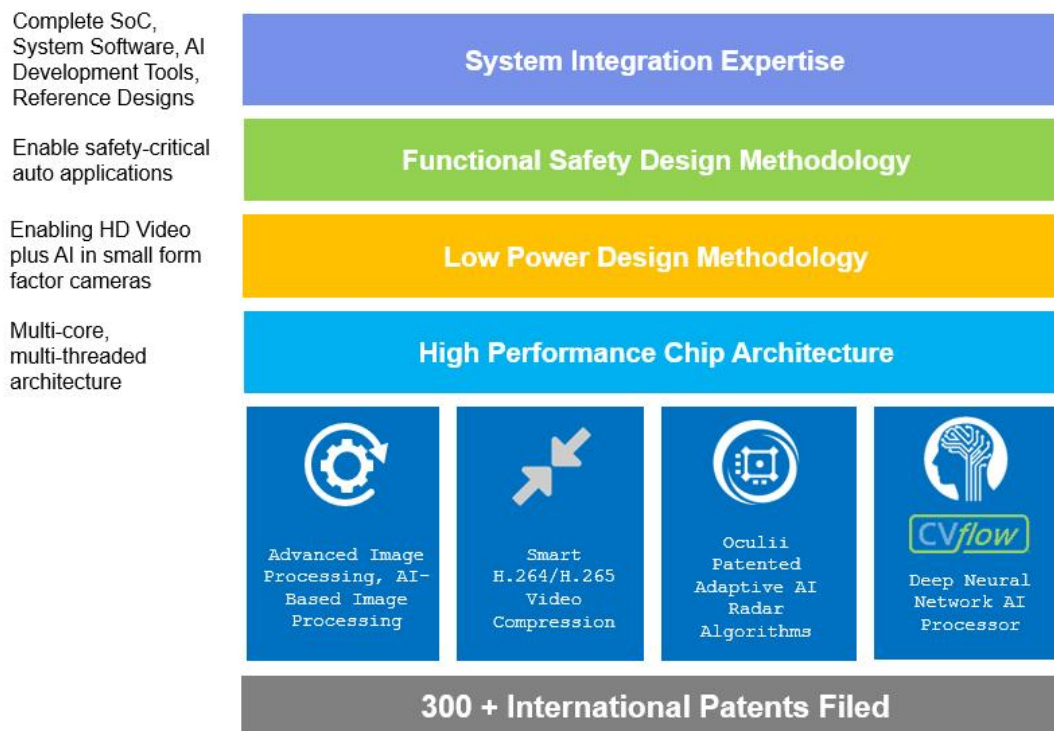 Complete SoC,
System Software, AI
Development Tools,
Reference Designs
System Integration Expertise
Enable safety-critical
auto applications
Functional Safety Design Methodology
Enabling HD Video
plus AI in small form
factor cameras
Low Power Design Methodology
Multi-core,
multi-threaded
architecture
High Performance Chip Architecture
Advanced Image
Processing, AI-
Based Image
Processing
Smart
H.264/H.265
Video
Compression
Oculii
Patented
Adaptive AI
Radar
Algorithms
CVflow
Deep Neural
Network AI
Processor
300 + International Patents Filed